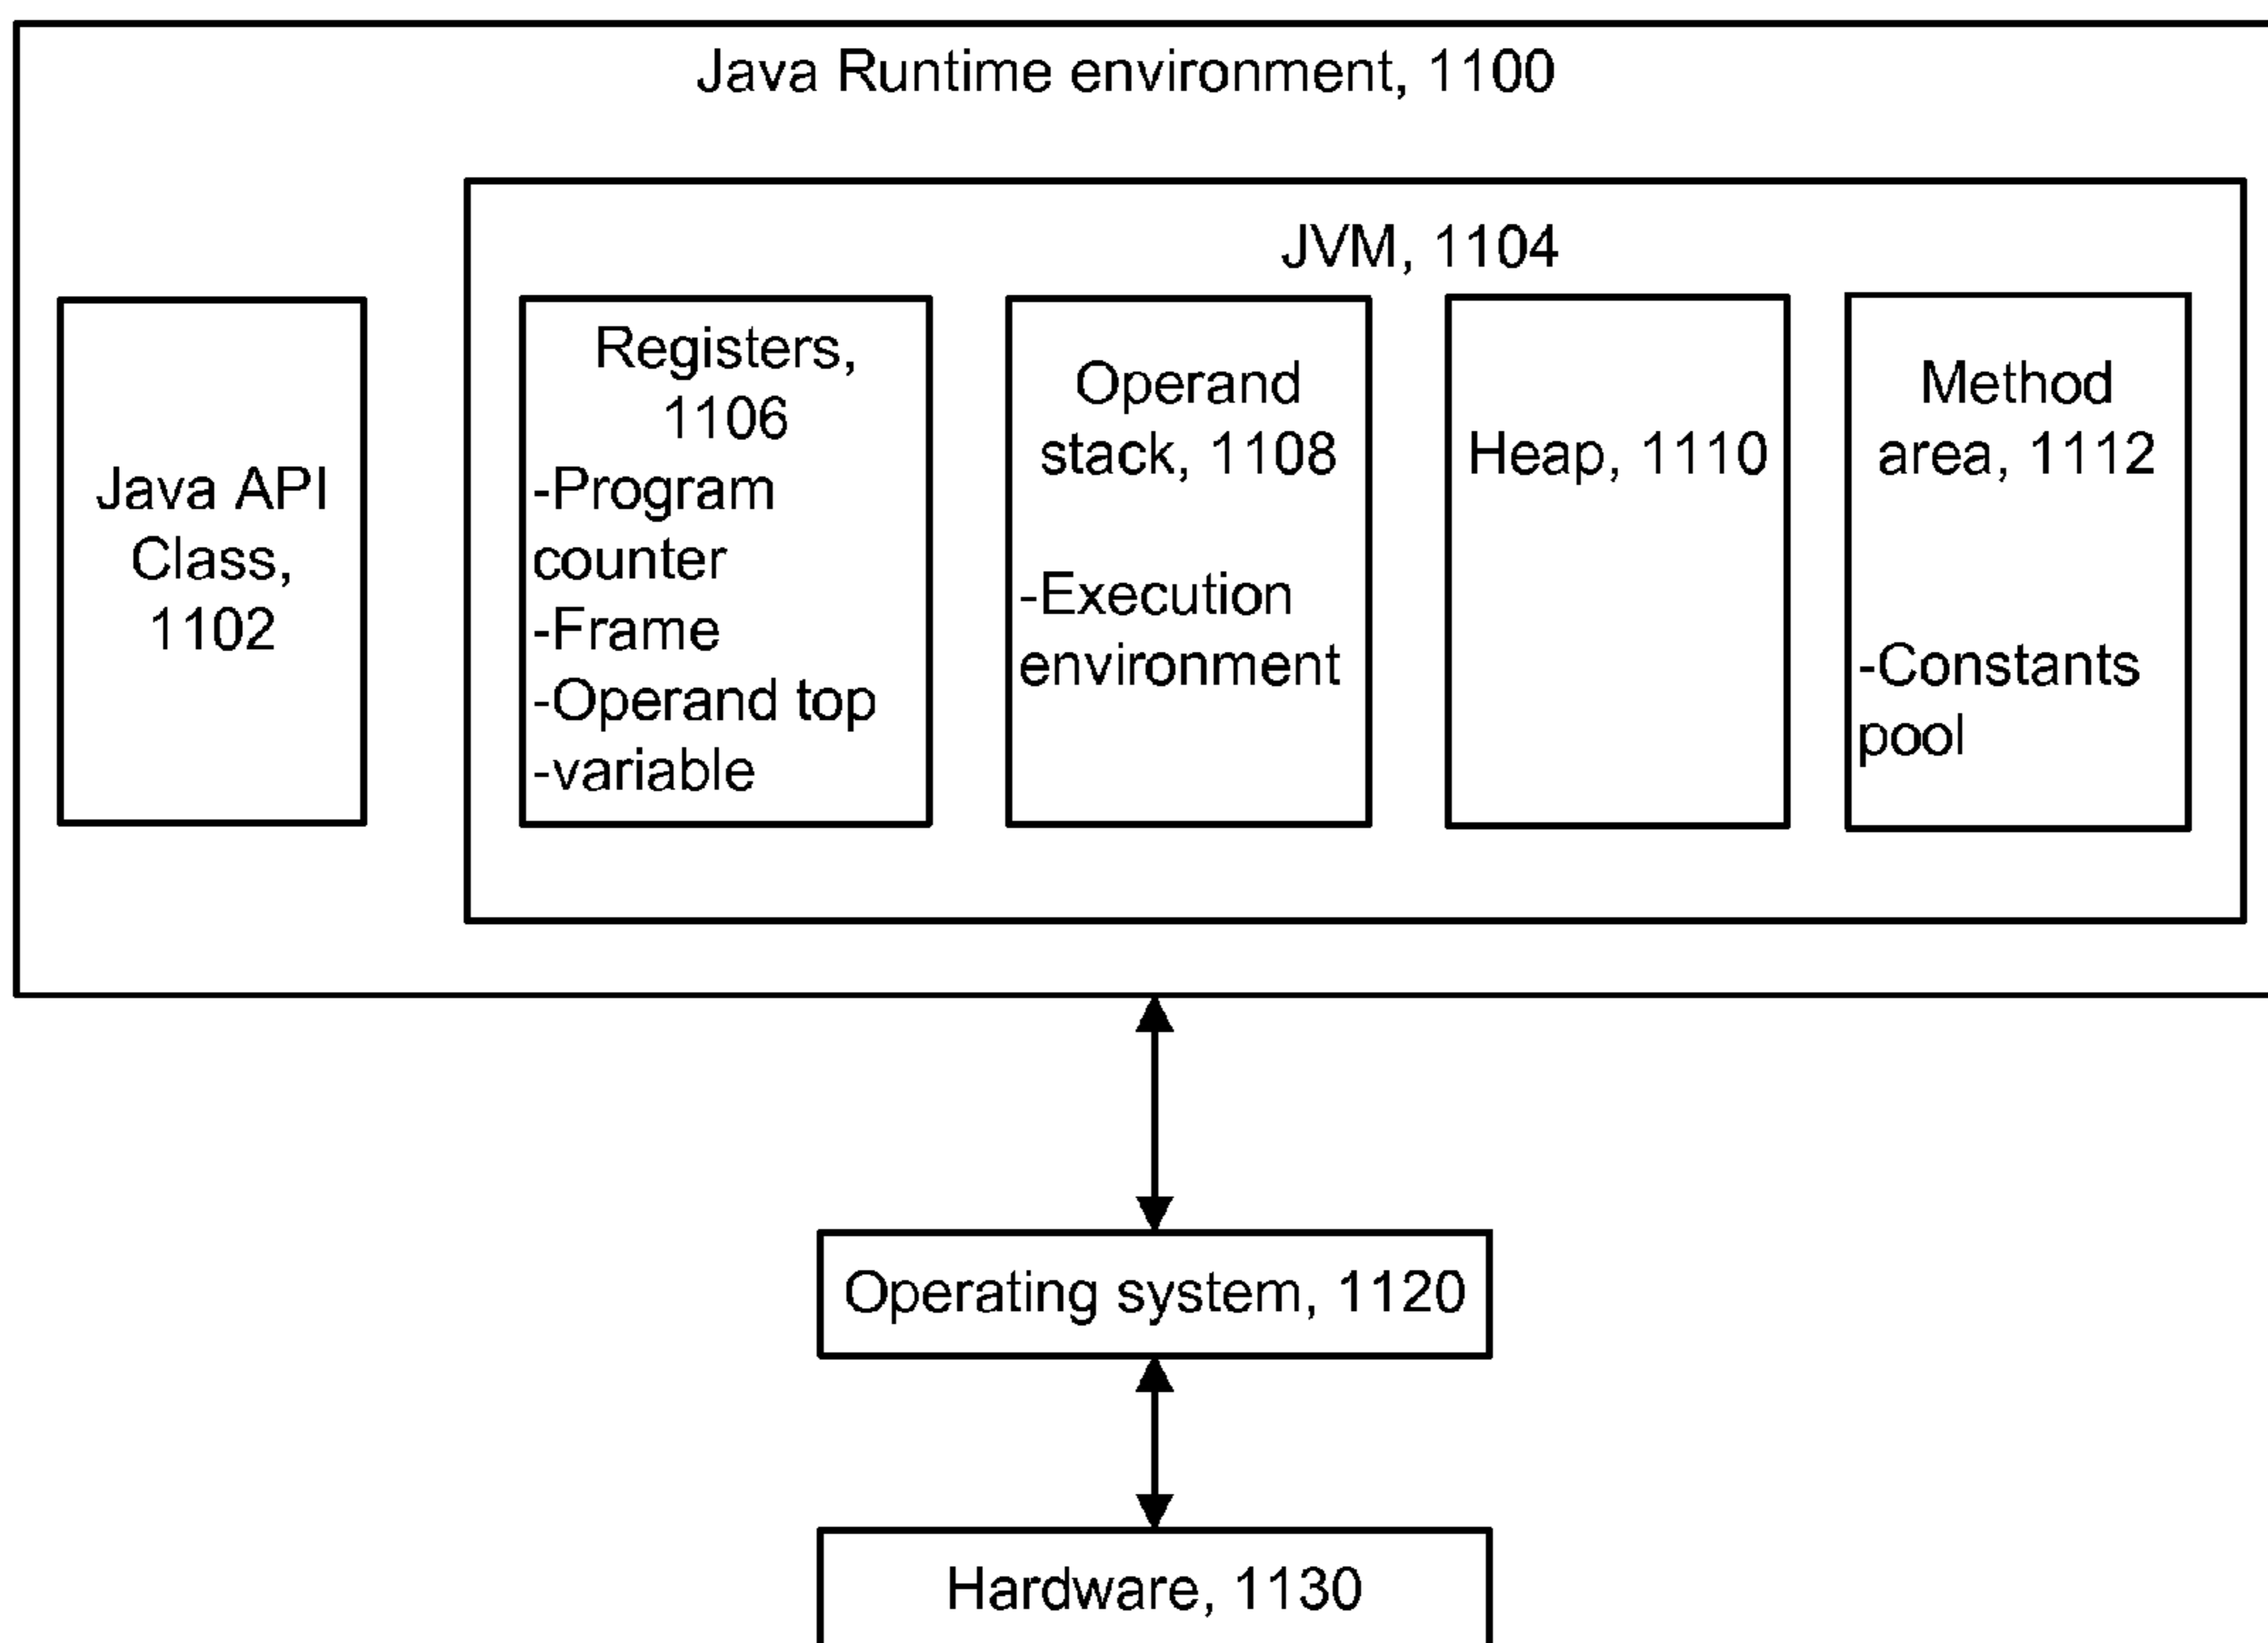 Java Runtime environment, 1100
JVM, 1104
Java API
Class,
1102
Registers,
1106
-Program
counter
-Frame
-Operand top
-variable
Operand
stack, 1108
-Execution
environment
Heap, 1110
Method
area, 1112
-Constants
pool
Operating system, 1120
Hardware, 1130